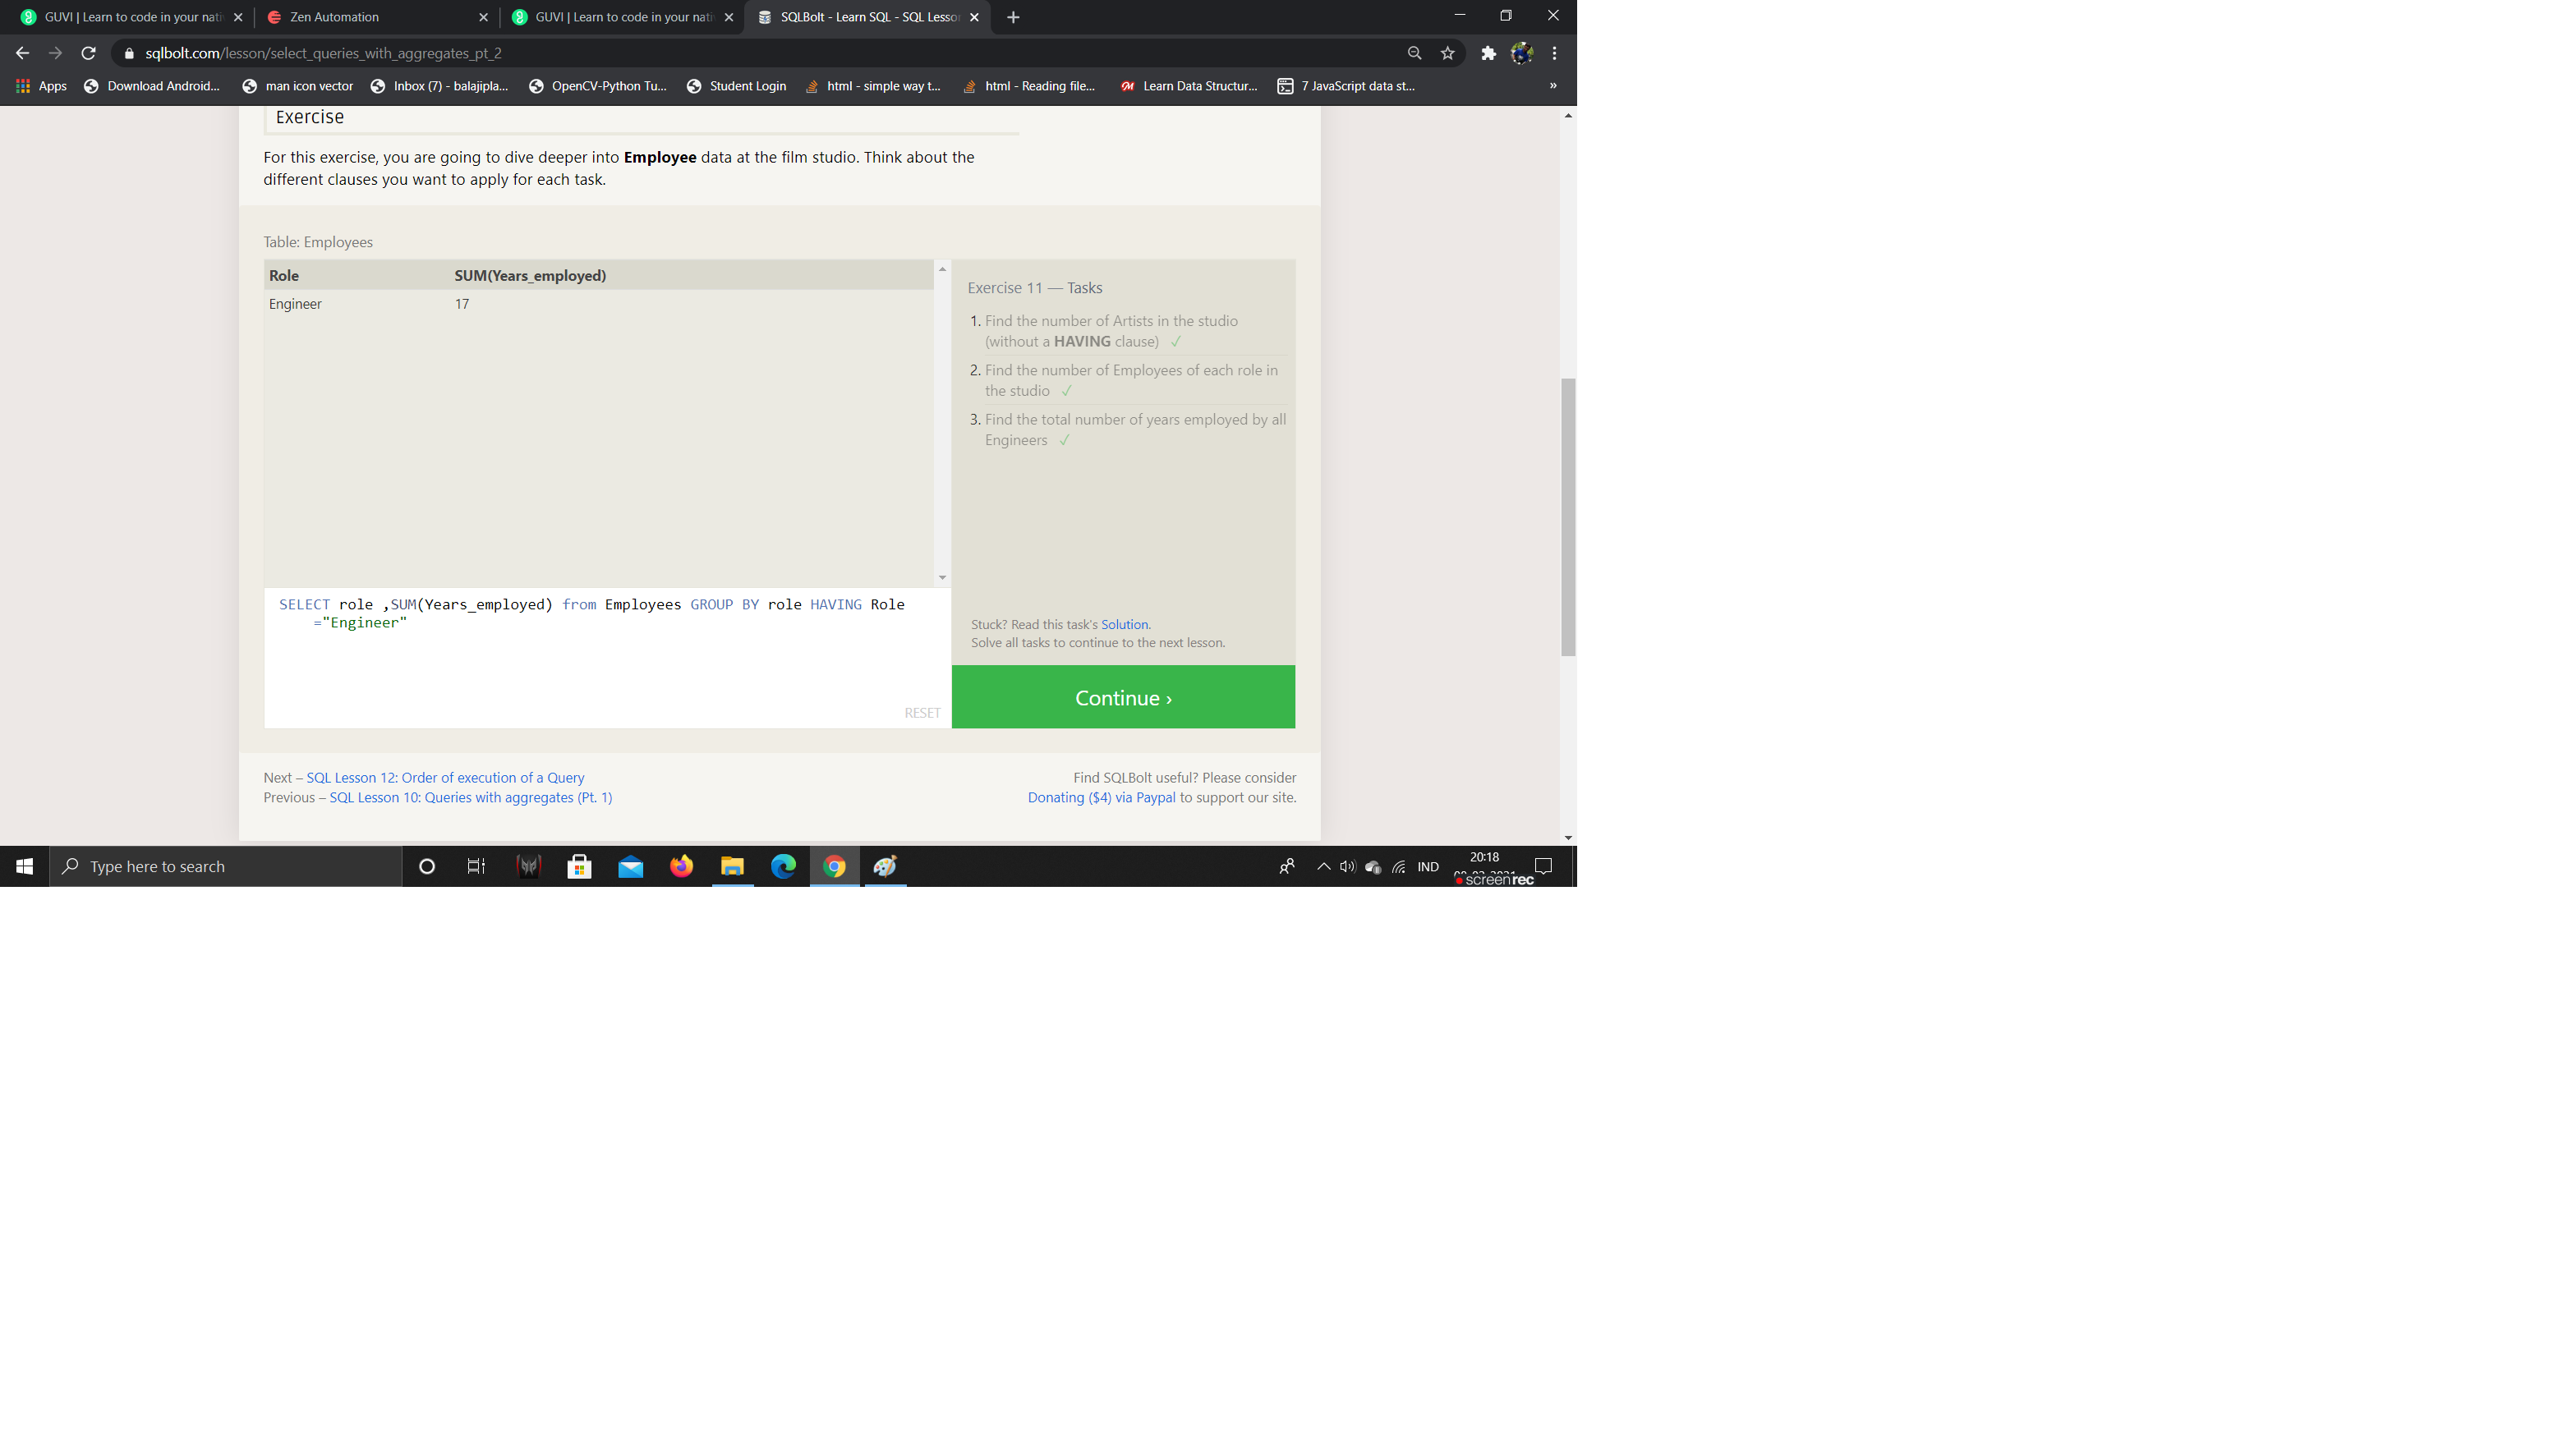 GUVI | Learn to code in your nati
Zen Automation
GUVI | Learn to code in your nati
SQLBolt - Learn SQL - SQL Lesson
sqlbolt.com/lesson/select_queries_with_aggregates_pt_2
Apps
Download Android...
man icon vector
Inbox (7) - balajipla...
OpenCV-Python Tu...
Student Login
html - simple way t...
html - Reading file...
Learn Data Structur...
7 JavaScript data st...
»
Exercise
For this exercise, you are going to dive deeper into Employee data at the film studio. Think about the
different clauses you want to apply for each task.
Table: Employees
Role SUM(Years_employed)
Engineer 17
SELECT role ,SUM(Years_employed) from Employees GROUP BY role HAVING Role
="Engineer"
RESET
Exercise 11 — Tasks
1. Find the number of Artists in the studio
(without a HAVING clause) ✓
2. Find the number of Employees of each role in
the studio ✓
3. Find the total number of years employed by all
Engineers ✓
Stuck? Read this task's Solution.
Solve all tasks to continue to the next lesson.
Continue ›
Next – SQL Lesson 12: Order of execution of a Query
Previous – SQL Lesson 10: Queries with aggregates (Pt. 1)
Find SQLBolt useful? Please consider
Donating ($4) via Paypal to support our site.
Type here to search
IND
20:18
screenrec